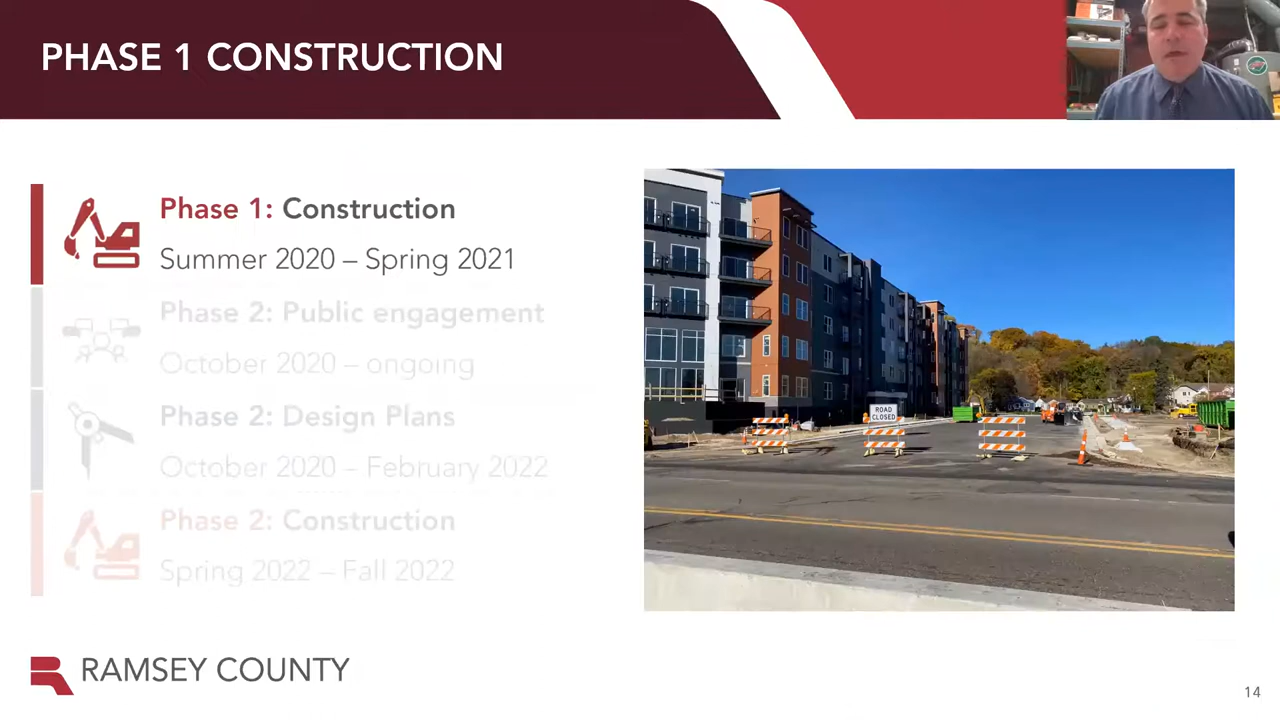 PHASE 1 CONSTRUCTION
Phase 1: Construction
Summer 2020 – Spring 2021
Phase 2: Public engagement
October 2020 – ongoing
Phase 2: Design Plans
October 2020 – February 2022
Phase 2: Construction
Spring 2022 – Fall 2022
ROAD
CLOSED
RAMSEY COUNTY
14